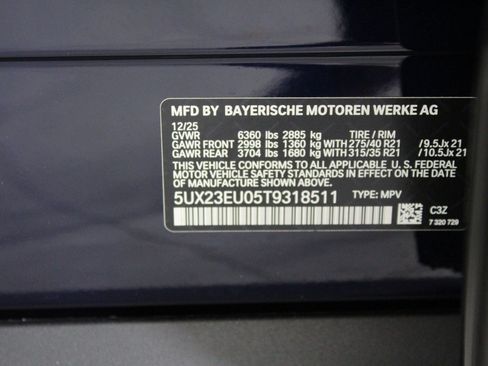 MFD BY BAYERISCHE MOTOREN WERKE AG
12/25
GVWR 6360 lbs 2885 kg TIRE / RIM
GAWR FRONT 2998 lbs 1360 kg WITH 275/40 R21 /9.5Jx 21
GAWR REAR 3704 lbs 1680 kg WITH 315/35 R21 /10.5Jx 21
THIS VEHICLE CONFORMS TO ALL APPLICABLE U. S. FEDERAL
MOTOR VEHICLE SAFETY STANDARDS IN EFFECT ON THE DATE OF
MANUFACTURE SHOWN ABOVE.
5UX23EU05T9318511 TYPE: MPV
C3Z
7 320 729